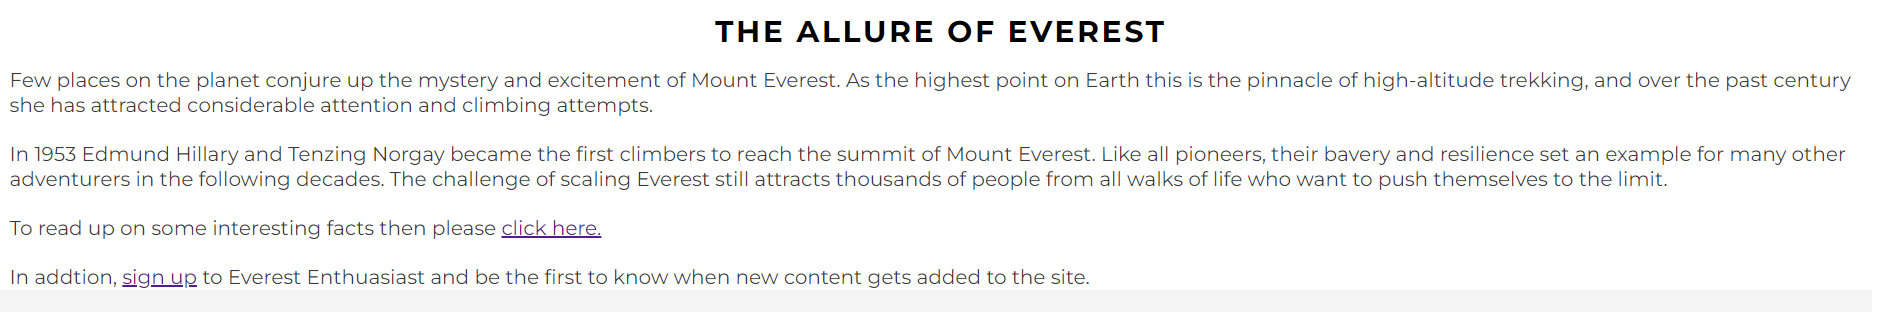 THE ALLURE OF EVEREST
Few places on the planet conjure up the mystery and excitement of Mount Everest. As the highest point on Earth this is the pinnacle of high-altitude trekking, and over the past century
she has attracted considerable attention and climbing attempts.
In 1953 Edmund Hillary and Tenzing Norgay became the first climbers to reach the summit of Mount Everest. Like all pioneers, their bavery and resilience set an example for many other
adventurers in the following decades. The challenge of scaling Everest still attracts thousands of people from all walks of life who want to push themselves to the limit.
To read up on some interesting facts then please click here.
In addtion, sign up to Everest Enthusiast and be the first to know when new content gets added to the site.